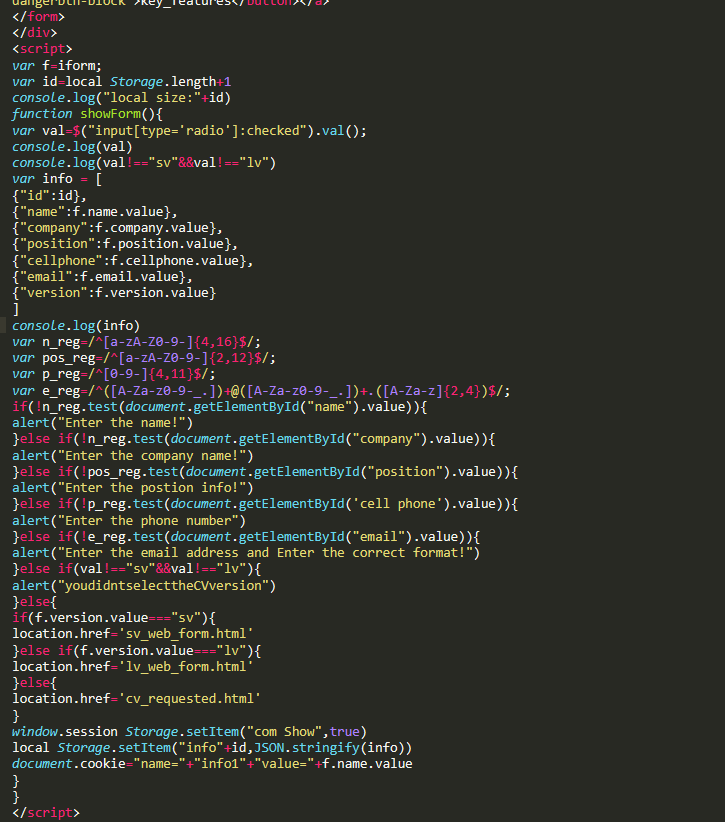 dangerbtn-block">key_features</button></a>
</form>
</div>
<script>
var f=iform;
var id=local Storage.length+1
console.log("local size:"+id)
function showForm(){
var val=$("input[type='radio']:checked").val();
console.log(val)
console.log(val!=="sv"&&val!=="lv")
var info = [
{"id":id},
{"name":f.name.value},
{"company":f.company.value},
{"position":f.position.value},
{"cellphone":f.cellphone.value},
{"email":f.email.value},
{"version":f.version.value}
]
console.log(info)
var n_reg=/^[a-zA-Z0-9-]{4,16}$/;
var pos_reg=/^[a-zA-Z0-9-]{2,12}$/;
var p_reg=/^[0-9-]{4,11}$/;
var e_reg=/^([A-Za-z0-9-_.])+@([A-Za-z0-9-_.])+.([A-Za-z]{2,4})$/;
if(!n_reg.test(document.getElementById("name").value)){
alert("Enter the name!")
}else if(!n_reg.test(document.getElementById("company").value)){
alert("Enter the company name!")
}else if(!pos_reg.test(document.getElementById("position").value)){
alert("Enter the postion info!")
}else if(!p_reg.test(document.getElementById('cell phone').value)){
alert("Enter the phone number")
}else if(!e_reg.test(document.getElementById("email").value)){
alert("Enter the email address and Enter the correct format!")
}else if(val!=="sv"&&val!=="lv"){
alert("youdidntselecttheCVversion")
}else{
if(f.version.value==="sv"){
location.href='sv_web_form.html'
}else if(f.version.value==="lv"){
location.href='lv_web_form.html'
}else{
location.href='cv_requested.html'
}
window.session Storage.setItem("com Show",true)
local Storage.setItem("info"+id,JSON.stringify(info))
document.cookie="name="+"info1"+"value="+f.name.value
}
}
</script>